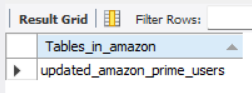 Result Grid Filter Rows:
Tables_in_amazon
updated_amazon_prime_users